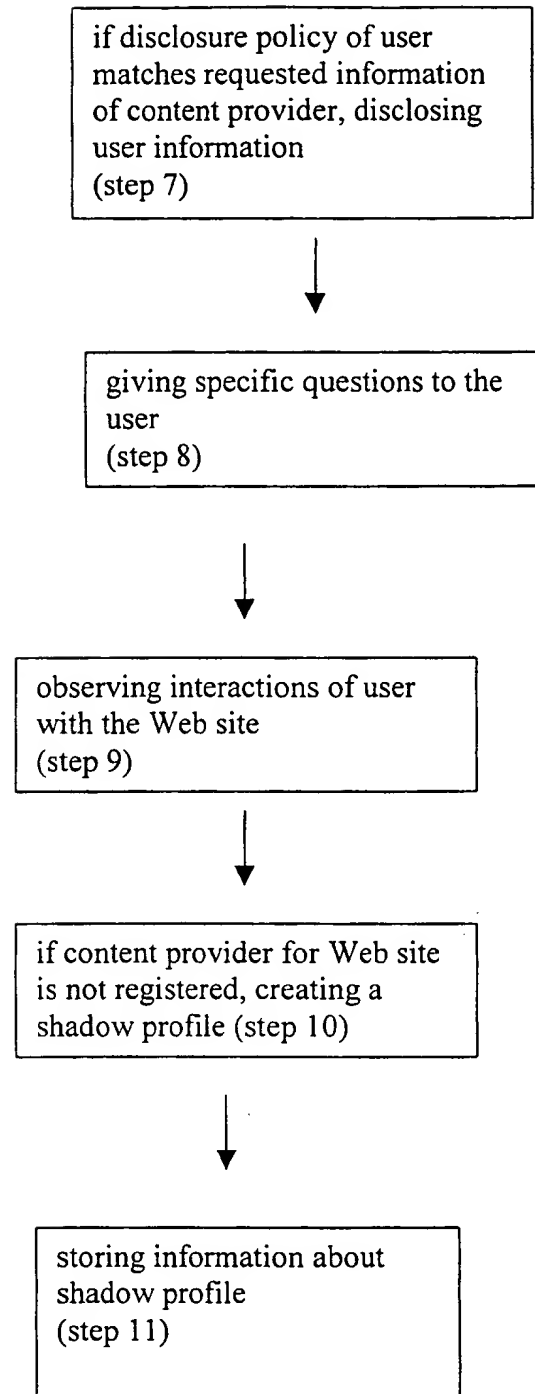 if disclosure policy of user
matches requested information
of content provider, disclosing
user information
(step 7)
giving specific questions to the
user
(step 8)
observing interactions of user
with the Web site
(step 9)
if content provider for Web site
is not registered, creating a
shadow profile (step 10)
storing information about
shadow profile
(step 11)